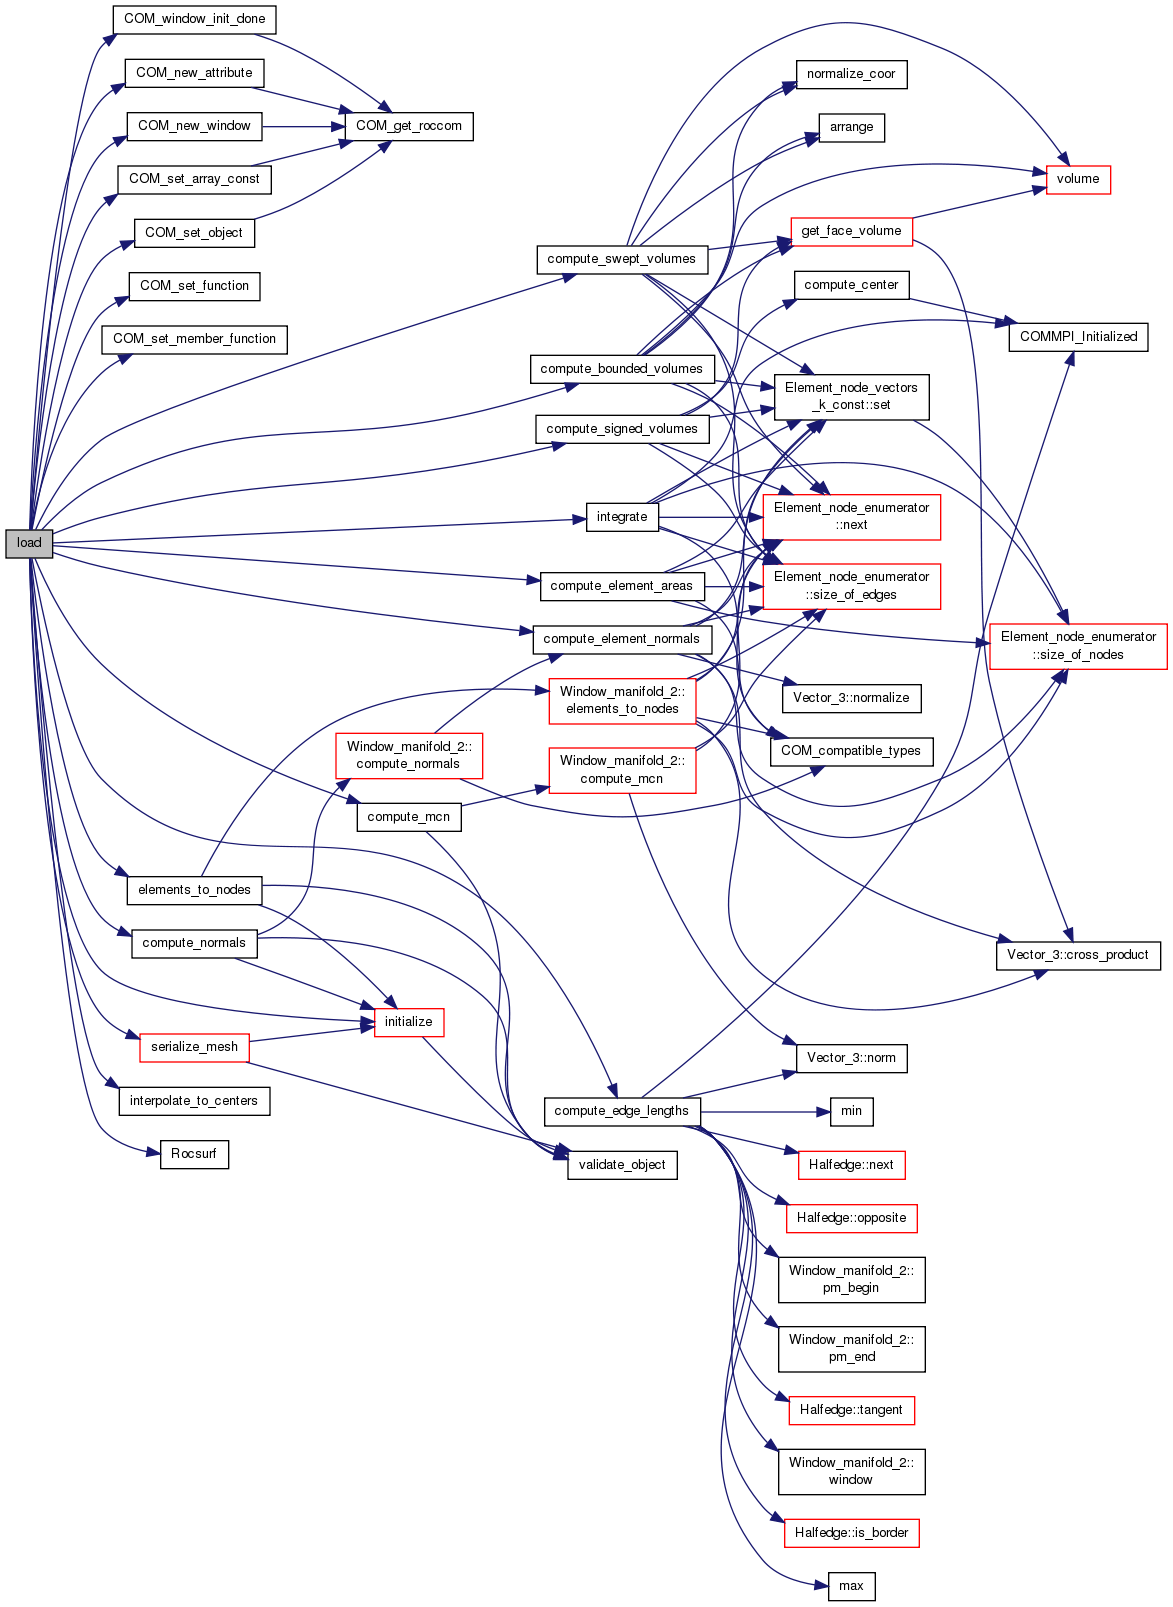 COM_window_init_done
COM_new_attribute
COM_new_window
COM_get_roccom
COM_set_array_const
COM_set_object
COM_set_function
COM_set_member_function
load
elements_to_nodes
compute_normals
serialize_mesh
interpolate_to_centers
Rocsurf
Window_manifold_2::
compute_normals
compute_mcn
initialize
compute_swept_volumes
compute_bounded_volumes
compute_signed_volumes
integrate
compute_element_areas
compute_element_normals
Window_manifold_2::
elements_to_nodes
Window_manifold_2::
compute_mcn
compute_edge_lengths
validate_object
normalize_coor
arrange
get_face_volume
compute_center
Element_node_vectors
_k_const::set
Element_node_enumerator
::next
Element_node_enumerator
::size_of_edges
Vector_3::normalize
COM_compatible_types
Vector_3::norm
min
Halfedge::next
Halfedge::opposite
Window_manifold_2::
pm_begin
Window_manifold_2::
pm_end
Halfedge::tangent
Window_manifold_2::
window
Halfedge::is_border
max
volume
COMMPI_Initialized
Element_node_enumerator
::size_of_nodes
Vector_3::cross_product